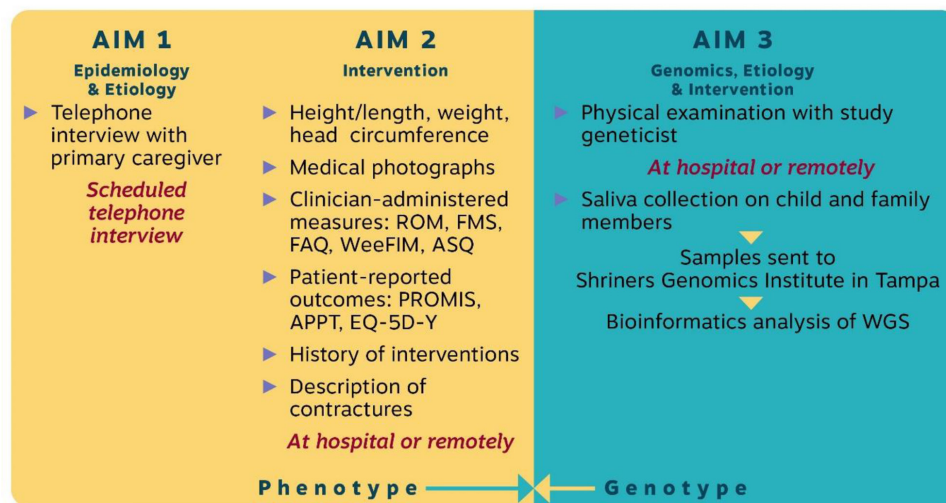 AIM 1
Epidemiology
& Etiology
► Telephone
interview with
primary caregiver
Scheduled
telephone
interview
AIM 2
Intervention
► Height/length, weight,
head circumference
► Medical photographs
► Clinician-administered
measures: ROM, FMS,
FAQ, WeeFIM, ASQ
► Patient-reported
outcomes: PROMIS,
APPT, EQ-5D-Y
► History of interventions
► Description of
contractures
At hospital or remotely
AIM 3
Genomics, Etiology
& Intervention
► Physical examination with study
geneticist
At hospital or remotely
► Saliva collection on child and family
members
Samples sent to
Shriners Genomics Institute in Tampa
Bioinformatics analysis of WGS
Phenotype
Genotype